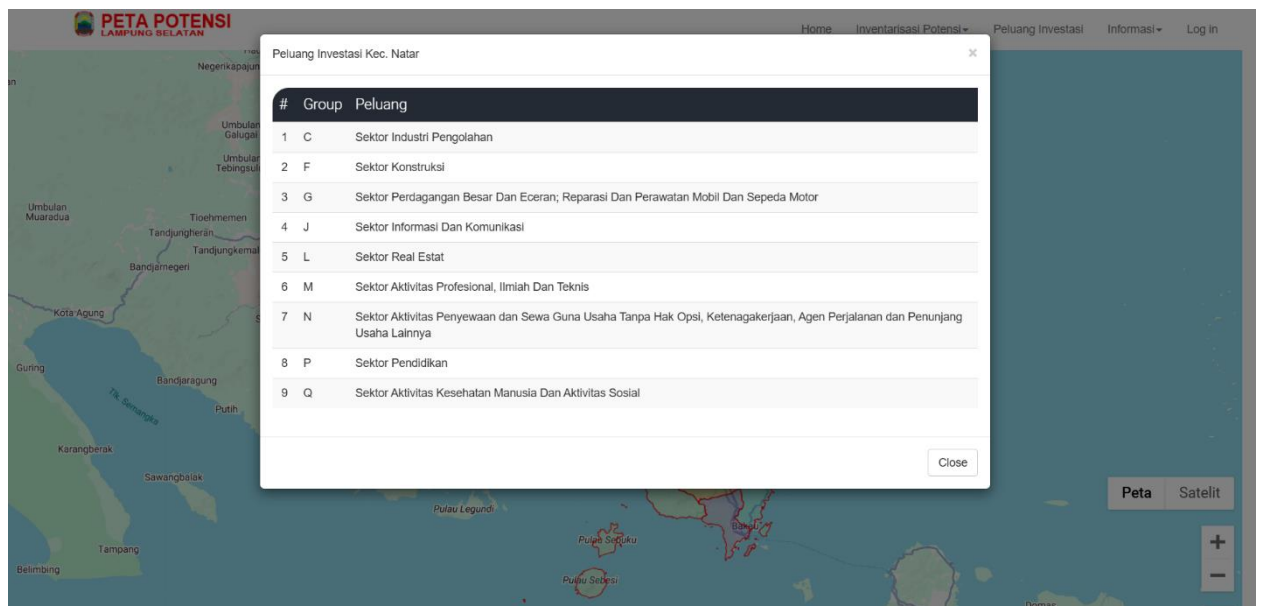 PETA POTENSI
LAMPUNG SELATAN
Home Inventarisasi Potensi Peluang Investasi Informasi Log in
Peluang Investasi Kec. Natar ×
# Group Peluang
1 C Sektor Industri Pengolahan
2 F Sektor Konstruksi
3 G Sektor Perdagangan Besar Dan Eceran; Reparasi Dan Perawatan Mobil Dan Sepeda Motor
4 J Sektor Informasi Dan Komunikasi
5 L Sektor Real Estat
6 M Sektor Aktivitas Profesional, Ilmiah Dan Teknis
7 N Sektor Aktivitas Penyewaan dan Sewa Guna Usaha Tanpa Hak Opsi, Ketenagakerjaan, Agen Perjalanan dan Penunjang
Usaha Lainnya
8 P Sektor Pendidikan
9 Q Sektor Aktivitas Kesehatan Manusia Dan Aktivitas Sosial
Close
Negerikapajun
Umbulan
Galugai
Umbulan
Umbulan
Muaradua
Tioehmemen
Tandjungheran
Bandjarnegeri
Kota Agung
Guring
Bandjaragung
Tlk. Semangka
Putih
Karangberak
Sawangbalak
Pulau Legundi
Peta Satelit
Tampang
Pulau Sebuku
Belimbing
Pulau Sebesi
+
−